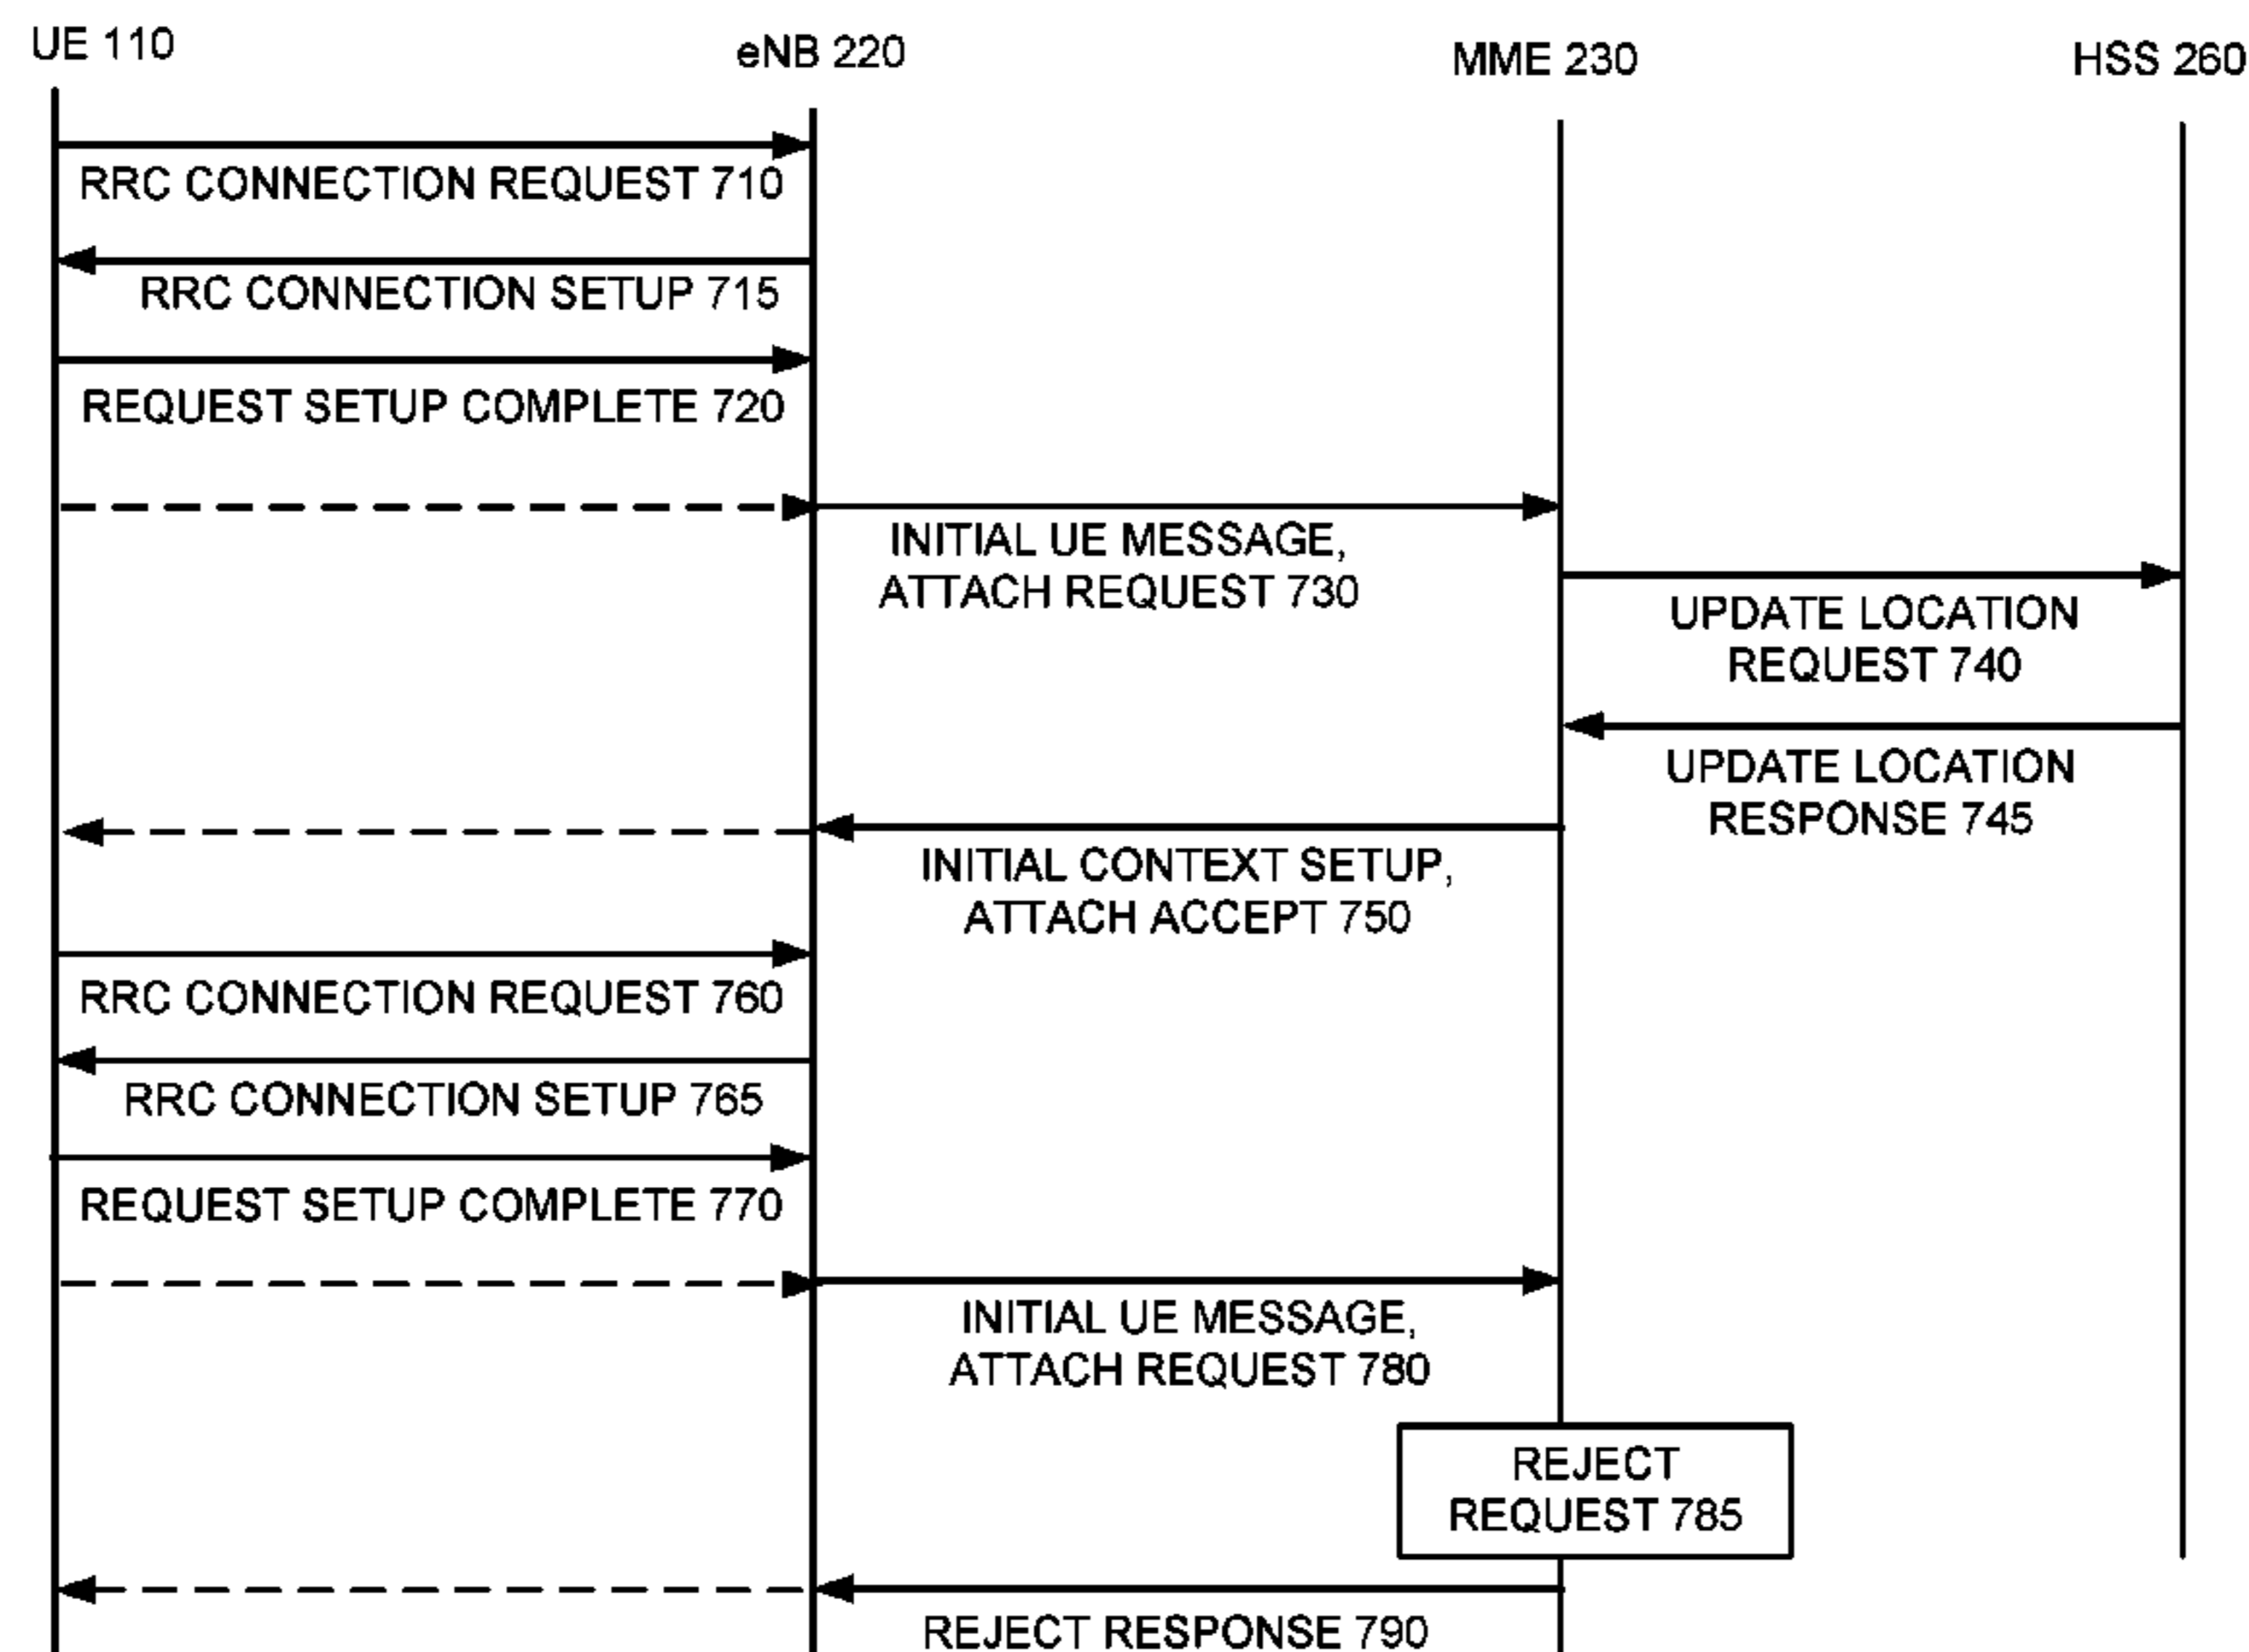 UE 110
eNB 220
MME 230
HSS 260
RRC CONNECTION REQUEST 710
RRC CONNECTION SETUP 715
REQUEST SETUP COMPLETE 720
INITIAL UE MESSAGE,
ATTACH REQUEST 730
UPDATE LOCATION
REQUEST 740
UPDATE LOCATION
RESPONSE 745
INITIAL CONTEXT SETUP,
ATTACH ACCEPT 750
RRC CONNECTION REQUEST 760
RRC CONNECTION SETUP 765
REQUEST SETUP COMPLETE 770
INITIAL UE MESSAGE,
ATTACH REQUEST 780
REJECT
REQUEST 785
REJECT RESPONSE 790